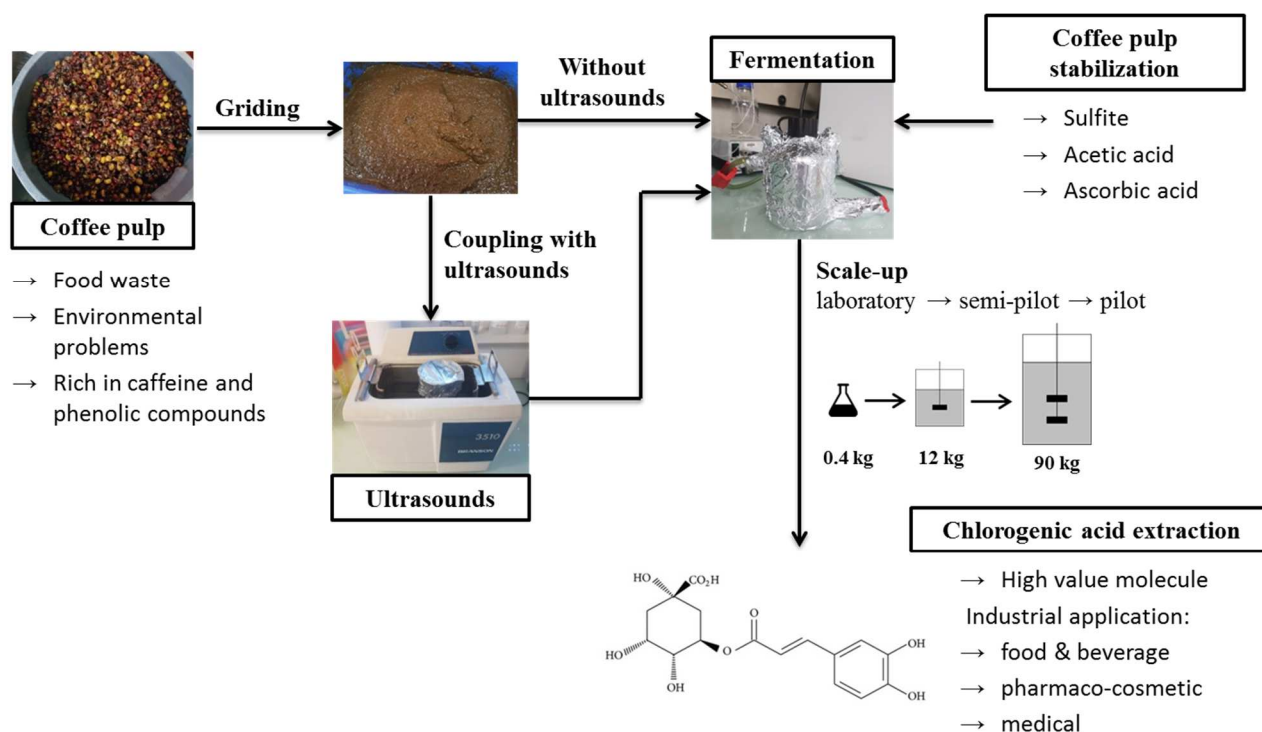 Coffee pulp
→ Food waste
→ Environmental
problems
→ Rich in caffeine and
phenolic compounds
Griding
Without
ultrasounds
Coupling with
ultrasounds
3510
BRANSON
Ultrasounds
Fermentation
Coffee pulp
stabilization
→ Sulfite
→ Acetic acid
→ Ascorbic acid
Scale-up
laboratory → semi-pilot → pilot
0.4 kg
12 kg
90 kg
Chlorogenic acid extraction
→ High value molecule
Industrial application:
→ food & beverage
→ pharmaco-cosmetic
→ medical
HO
CO₂H
O
HO
O
OH
OH
OH